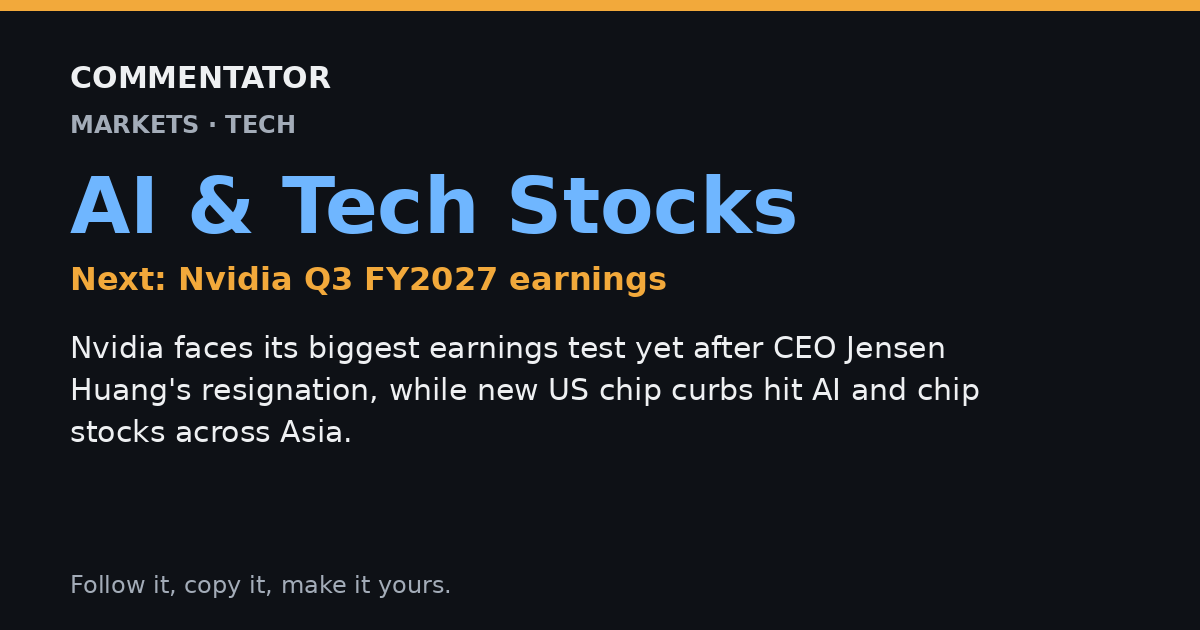 COMMENTATOR
MARKETS · TECH
AI & Tech Stocks
Next: Nvidia Q3 FY2027 earnings
Nvidia faces its biggest earnings test yet after CEO Jensen
Huang's resignation, while new US chip curbs hit AI and chip
stocks across Asia.
Follow it, copy it, make it yours.